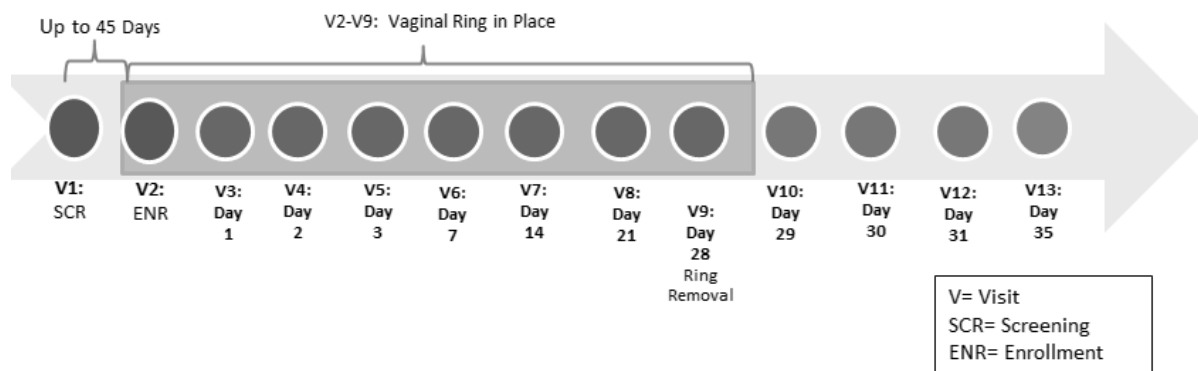 Up to 45 Days
V2-V9: Vaginal Ring in Place
V1:
SCR
V2:
ENR
V3:
Day
1
V4:
Day
2
V5:
Day
3
V6:
Day
7
V7:
Day
14
V8:
Day
21
V9:
Day
28
Ring
Removal
V10:
Day
29
V11:
Day
30
V12:
Day
31
V13:
Day
35
V= Visit
SCR= Screening
ENR= Enrollment